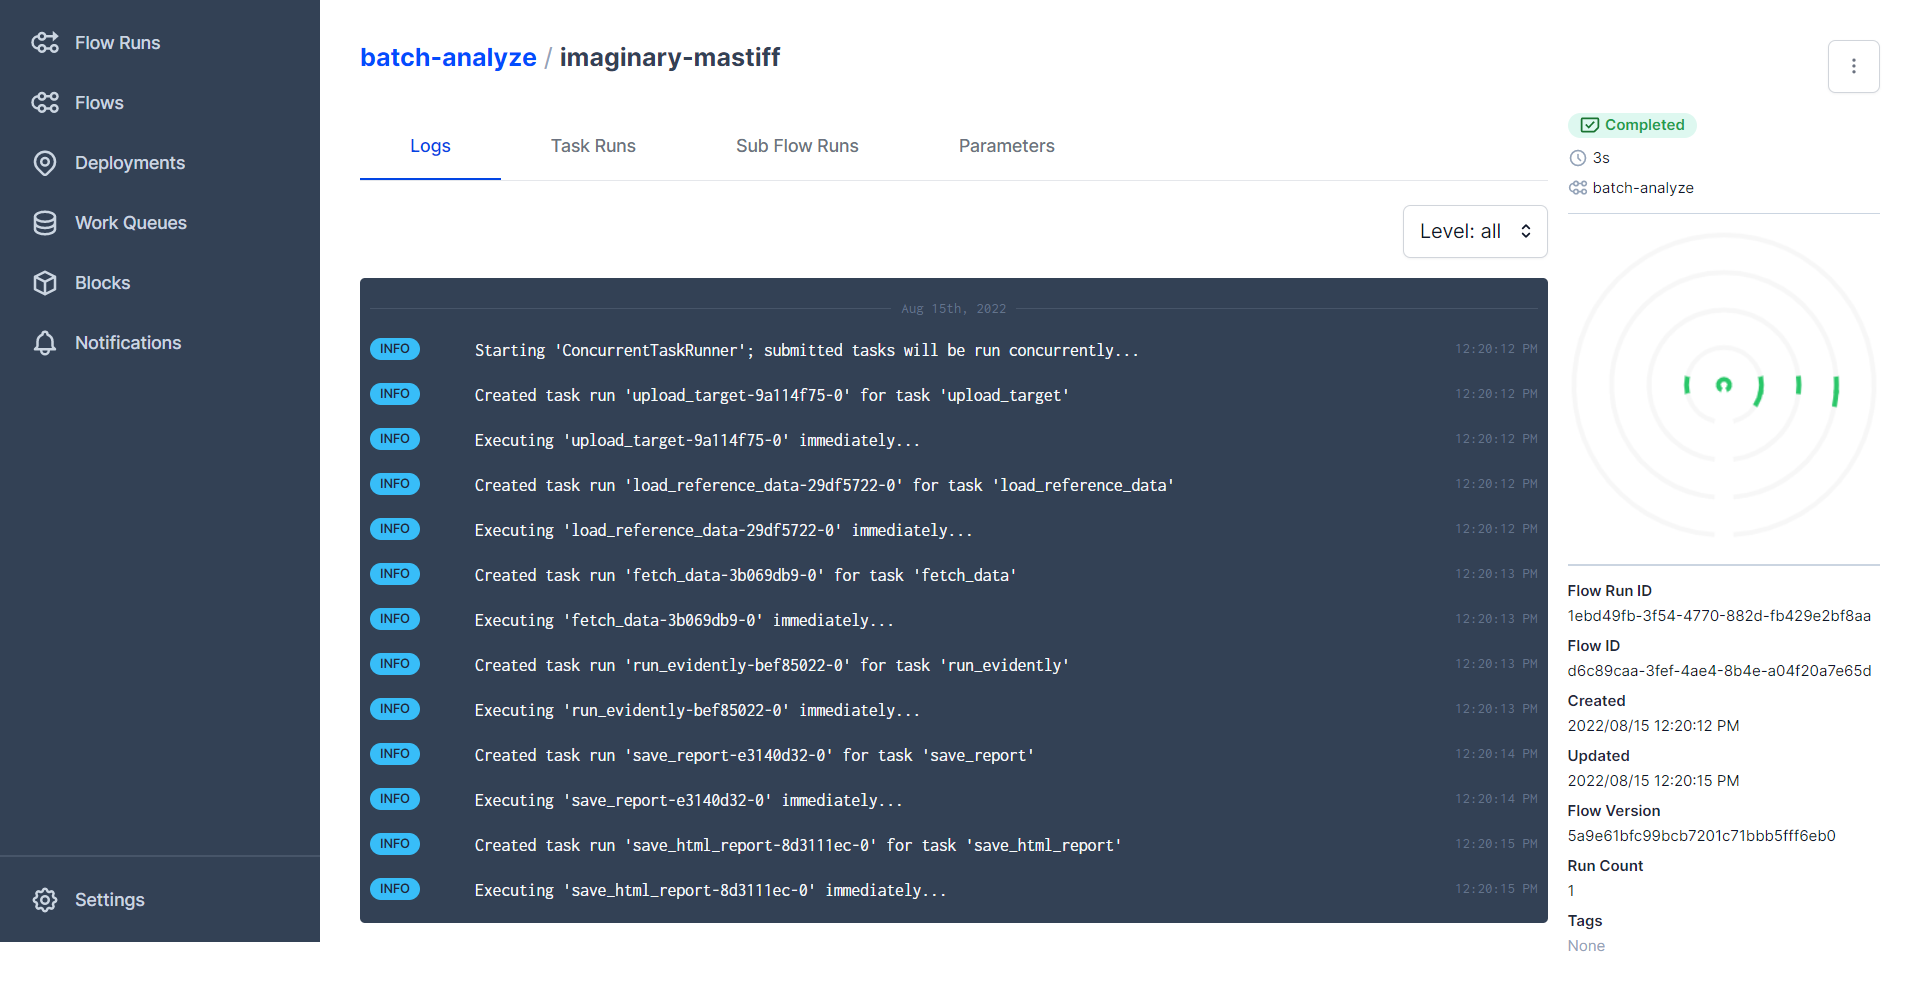 Flow Runs
Flows
Deployments
Work Queues
Blocks
Notifications
Settings
batch-analyze / imaginary-mastiff
Logs Task Runs Sub Flow Runs Parameters
Level: all
Aug 15th, 2022
INFO Starting 'ConcurrentTaskRunner'; submitted tasks will be run concurrently... 12:20:12 PM
INFO Created task run 'upload_target-9a114f75-0' for task 'upload_target' 12:20:12 PM
INFO Executing 'upload_target-9a114f75-0' immediately... 12:20:12 PM
INFO Created task run 'load_reference_data-29df5722-0' for task 'load_reference_data' 12:20:12 PM
INFO Executing 'load_reference_data-29df5722-0' immediately... 12:20:12 PM
INFO Created task run 'fetch_data-3b069db9-0' for task 'fetch_data' 12:20:13 PM
INFO Executing 'fetch_data-3b069db9-0' immediately... 12:20:13 PM
INFO Created task run 'run_evidently-bef85022-0' for task 'run_evidently' 12:20:13 PM
INFO Executing 'run_evidently-bef85022-0' immediately... 12:20:13 PM
INFO Created task run 'save_report-e3140d32-0' for task 'save_report' 12:20:14 PM
INFO Executing 'save_report-e3140d32-0' immediately... 12:20:14 PM
INFO Created task run 'save_html_report-8d3111ec-0' for task 'save_html_report' 12:20:15 PM
INFO Executing 'save_html_report-8d3111ec-0' immediately... 12:20:15 PM
Completed
3s
batch-analyze
Flow Run ID
1ebd49fb-3f54-4770-882d-fb429e2bf8aa
Flow ID
d6c89caa-3fef-4ae4-8b4e-a04f20a7e65d
Created
2022/08/15 12:20:12 PM
Updated
2022/08/15 12:20:15 PM
Flow Version
5a9e61bfc99bcb7201c71bbb5fff6eb0
Run Count
1
Tags
None